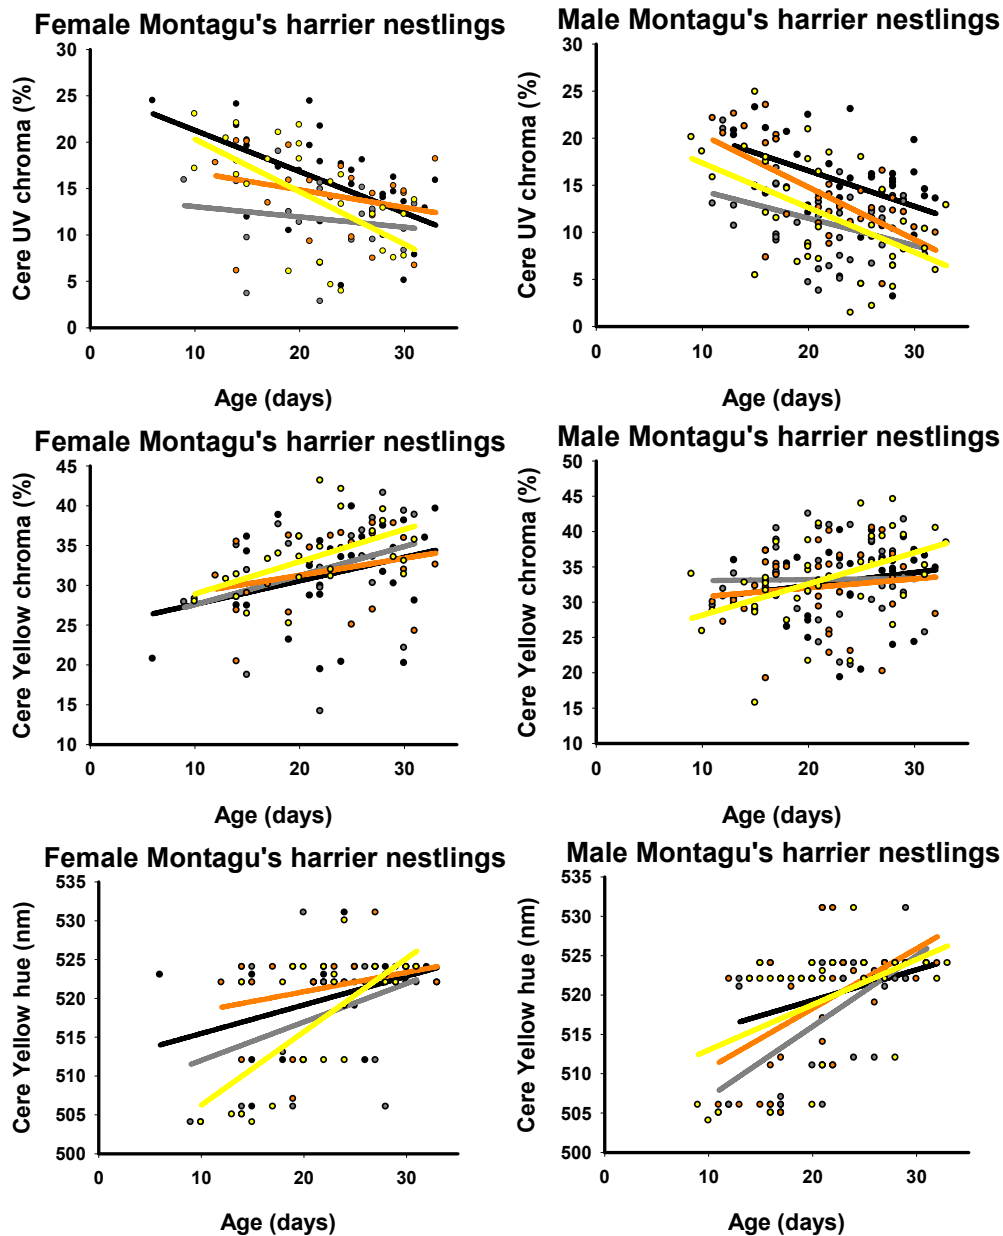 Female Montagu's harrier nestlings
Cere UV chroma (%)
30
25
20
15
10
5
0
0 10 20 30
Age (days)
Male Montagu's harrier nestlings
Cere UV chroma (%)
30
25
20
15
10
5
0
0 10 20 30
Age (days)
Female Montagu's harrier nestlings
Cere Yellow chroma (%)
45
40
35
30
25
20
15
10
0 10 20 30
Age (days)
Male Montagu's harrier nestlings
Cere Yellow chroma (%)
50
45
40
35
30
25
20
15
10
0 10 20 30
Age (days)
Female Montagu's harrier nestlings
Cere Yellow hue (nm)
535
530
525
520
515
510
505
500
0 10 20 30
Age (days)
Male Montagu's harrier nestlings
Cere Yellow hue (nm)
535
530
525
520
515
510
505
500
0 10 20 30
Age (days)